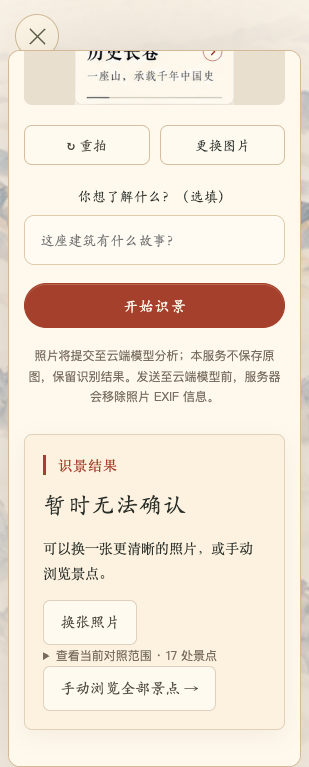 历史长卷
一座山，承载千年中国史
↻ 重拍
更换图片
你想了解什么？（选填）
这座建筑有什么故事？
开始识景
照片将提交至云端模型分析；本服务不保存原
图，保留识别结果。发送至云端模型前，服务器
会移除照片 EXIF 信息。
识景结果
暂时无法确认
可以换一张更清晰的照片，或手动
浏览景点。
换张照片
▶ 查看当前对照范围 · 17 处景点
手动浏览全部景点 →